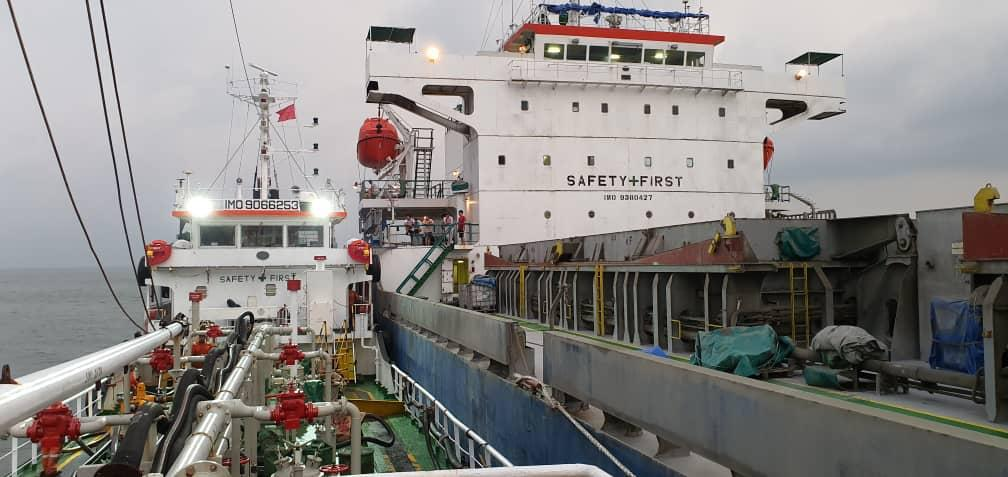 IMO 9066253
SAFETY FIRST
SAFETY+FIRST
IMO 9380427